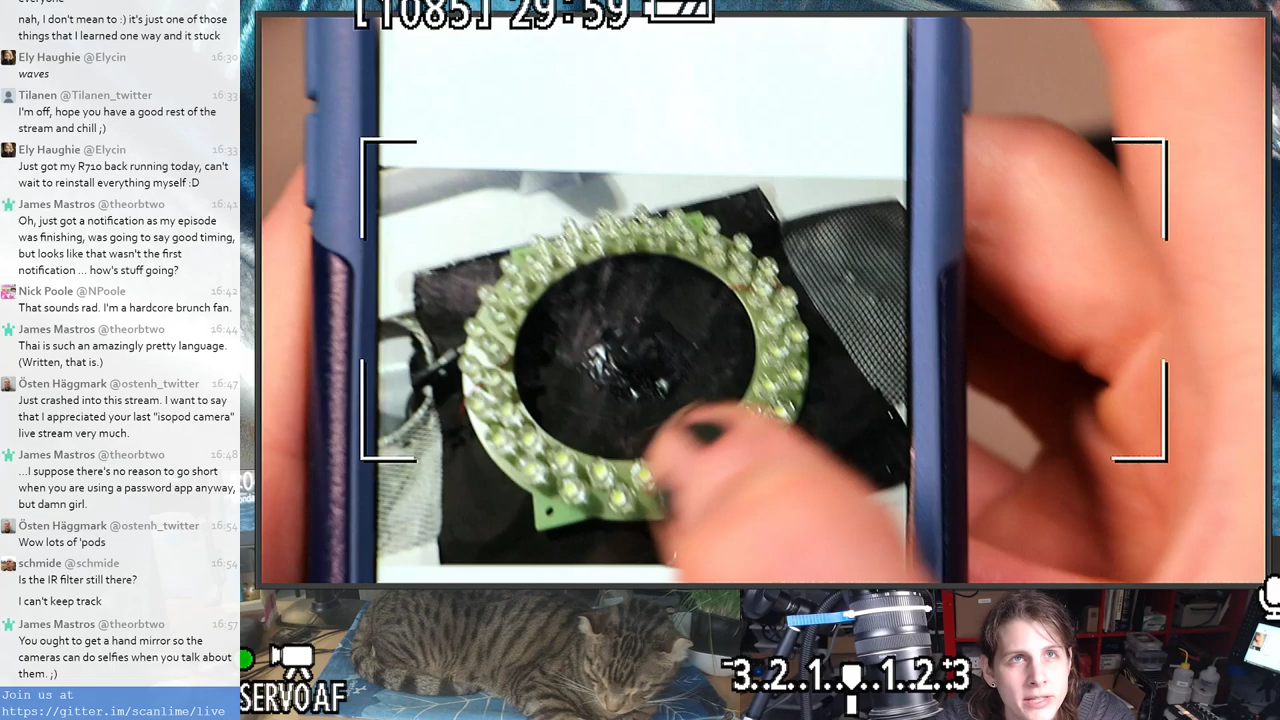 everyone
nah, I don't mean to :) it's just one of those
things that I learned one way and it stuck
Ely Haughie @Elycin 16:30
waves
Tilanen @Tilanen_twitter 16:33
I'm off, hope you have a good rest of the
stream and chill ;)
Ely Haughie @Elycin 16:33
Just got my R710 back running today, can't
wait to reinstall everything myself :D
James Mastros @theorbtwo 16:41
Oh, just got a notification as my episode
was finishing, was going to say good timing,
but looks like that wasn't the first
notification ... how's stuff going?
Nick Poole @NPoole 16:42
That sounds rad. I'm a hardcore brunch fan.
James Mastros @theorbtwo 16:44
Thai is such an amazingly pretty language.
(Written, that is.)
Östen Häggmark @ostenh_twitter 16:47
Just crashed into this stream. I want to say
that I appreciated your last "isopod camera"
live stream very much.
James Mastros @theorbtwo 16:48
...I suppose there's no reason to go short
when you are using a password app anyway,
but damn girl.
Östen Häggmark @ostenh_twitter 16:54
Wow lots of 'pods
schmide @schmide 16:54
Is the IR filter still there?
I can't keep track
James Mastros @theorbtwo 16:57
You ought to get a hand mirror so the
cameras can do selfies when you talk about
them. ;)
Join us at
https://gitter.im/scanlime/live
[1085] 29:59
SERVO AF
-3..2..1.....1..2..+3